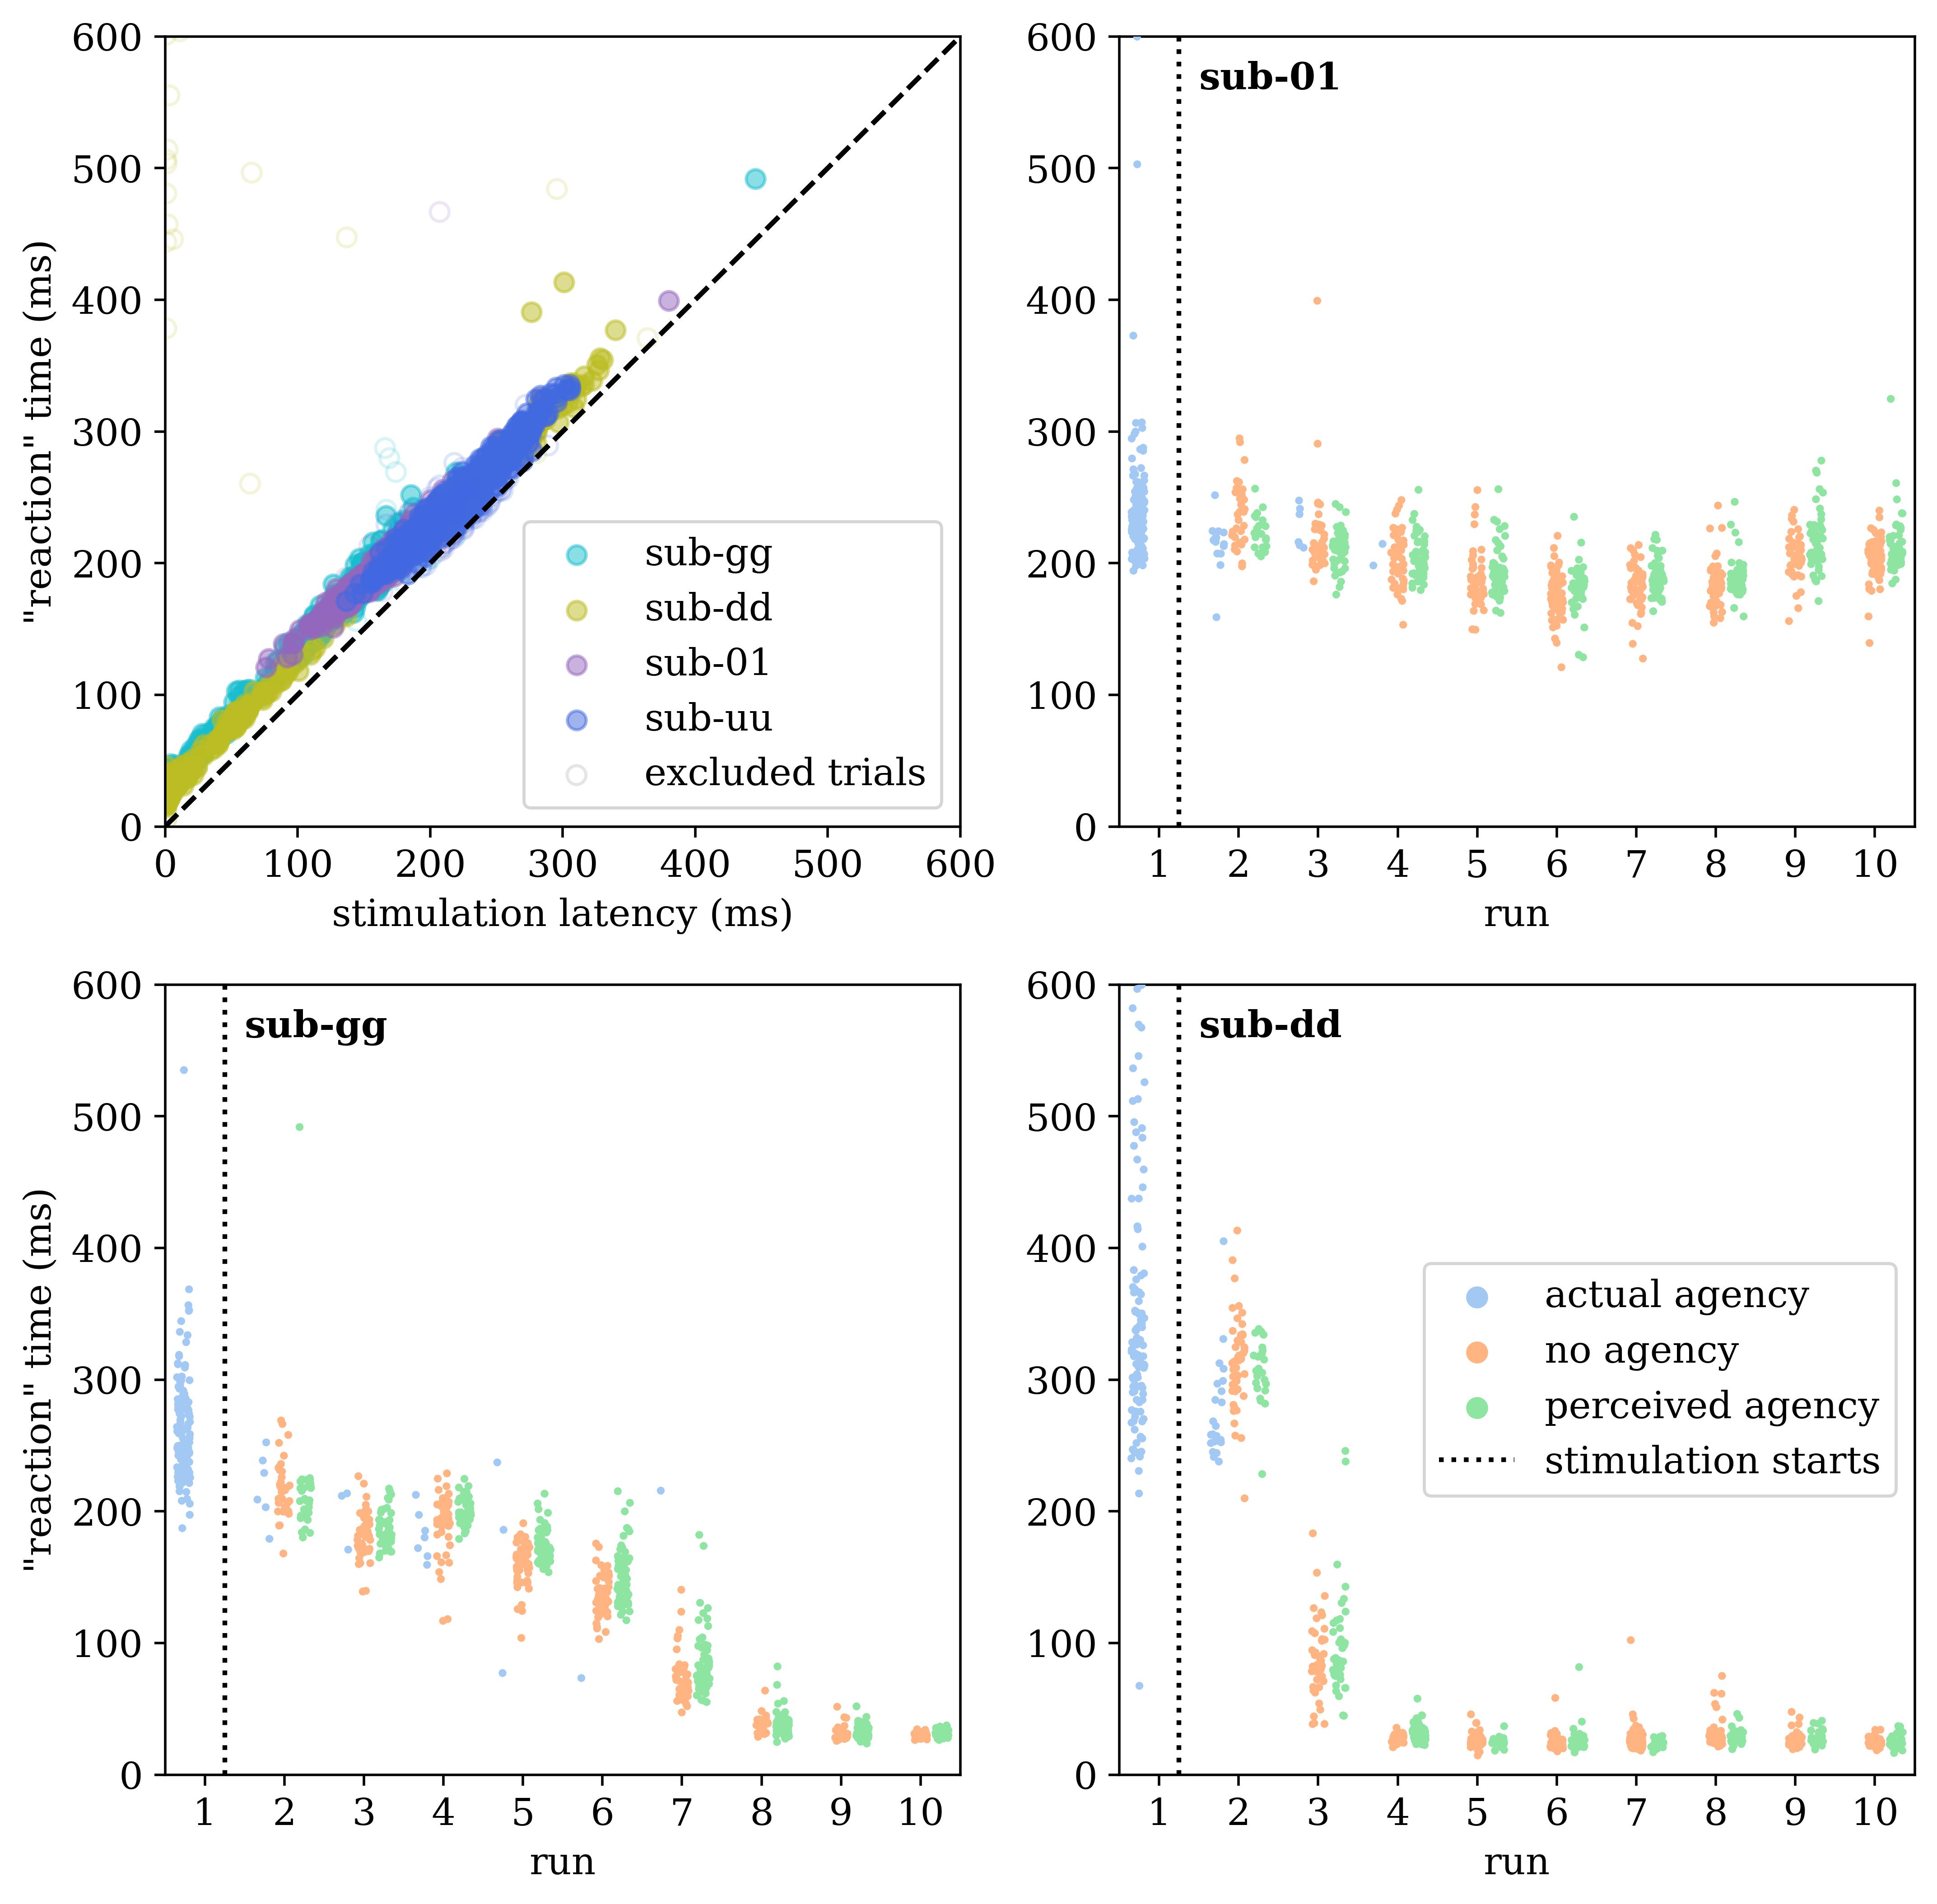 600
500
400
300
200
100
0
"reaction" time (ms)
sub-gg
sub-dd
sub-01
sub-uu
excluded trials
0 100 200 300 400 500 600
stimulation latency (ms)
600
500
400
300
200
100
0
sub-01
1 2 3 4 5 6 7 8 9 10
run
600
500
400
300
200
100
0
"reaction" time (ms)
sub-gg
1 2 3 4 5 6 7 8 9 10
run
600
500
400
300
200
100
0
sub-dd
actual agency
no agency
perceived agency
stimulation starts
1 2 3 4 5 6 7 8 9 10
run